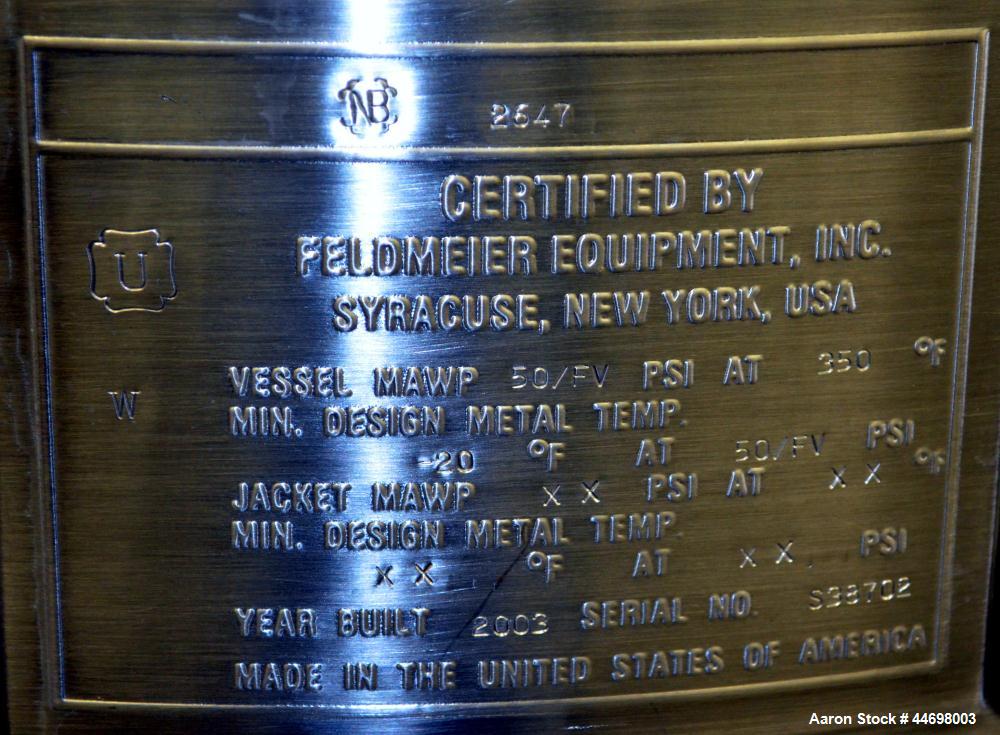 NB 2647
CERTIFIED BY
FELDMEIER EQUIPMENT, INC.
U
SYRACUSE, NEW YORK, USA
VESSEL MAWP 50/FV PSI AT 350 °F
W
MIN. DESIGN METAL TEMP.
-20 °F AT 50/FV PSI
JACKET MAWP X X PSI AT X X °F
MIN. DESIGN METAL TEMP.
X X °F AT X X PSI
YEAR BUILT 2003 SERIAL NO. S38702
MADE IN THE UNITED STATES OF AMERICA
Aaron Stock # 44698003